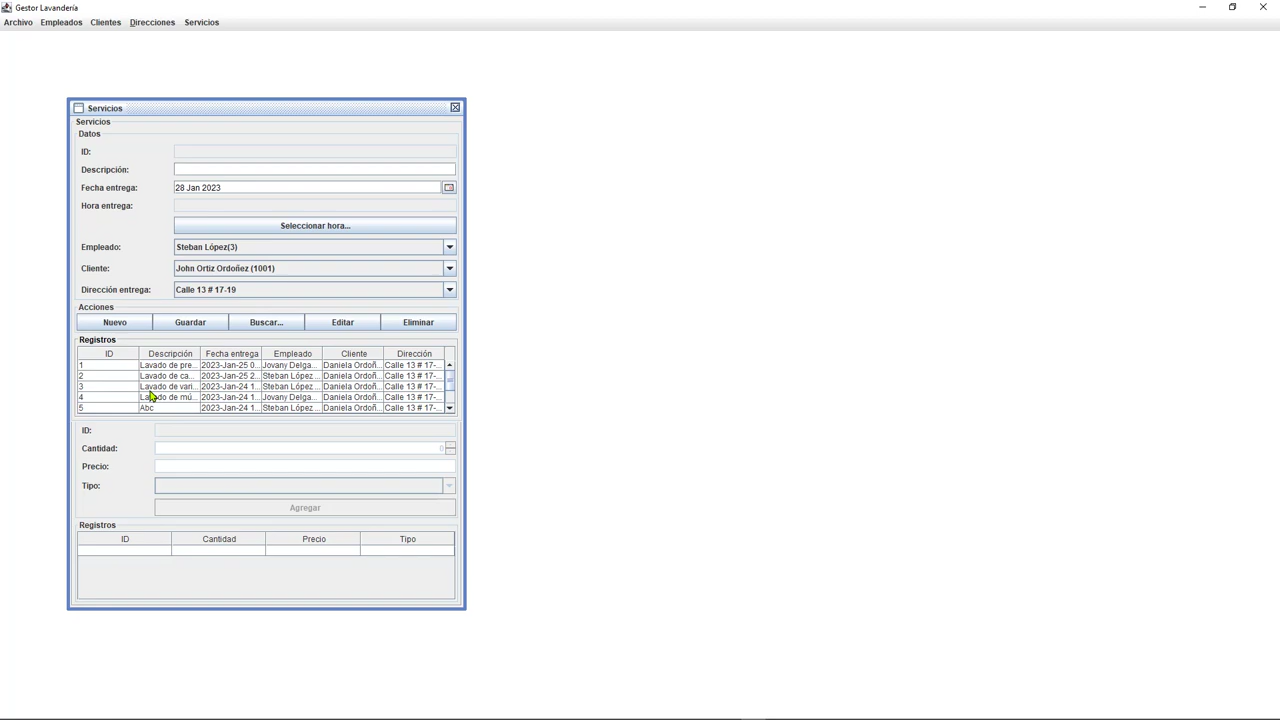 Gestor Lavandería
Archivo Empleados Clientes Direcciones Servicios
Servicios
Servicios
Datos
ID:
Descripción:
Fecha entrega: 28 Jan 2023
Hora entrega:
Seleccionar hora...
Empleado: Steban López(3)
Cliente: John Ortiz Ordoñez (1001)
Dirección entrega: Calle 13 # 17-19
Acciones
Nuevo Guardar Buscar... Editar Eliminar
Registros
ID Descripción Fecha entrega Empleado Cliente Dirección
1 Lavado de pre... 2023-Jan-25 0... Jovany Delga... Daniela Ordoñ... Calle 13 # 17-...
2 Lavado de ca... 2023-Jan-25 2... Steban López ... Daniela Ordoñ... Calle 13 # 17-...
3 Lavado de vari... 2023-Jan-24 1... Steban López ... Daniela Ordoñ... Calle 13 # 17-...
4 Lavado de mú... 2023-Jan-24 1... Jovany Delga... Daniela Ordoñ... Calle 13 # 17-...
5 Abc 2023-Jan-24 1... Steban López ... Daniela Ordoñ... Calle 13 # 17-...
ID:
Cantidad: 0
Precio:
Tipo:
Agregar
Registros
ID Cantidad Precio Tipo